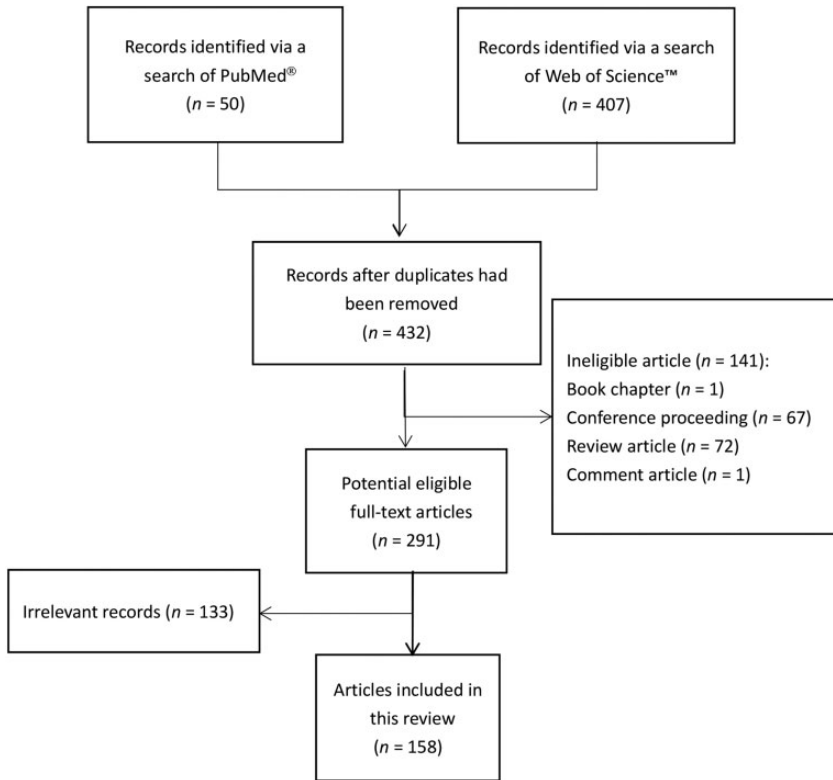 Records identified via a
search of PubMed®
(n = 50)
Records identified via a search
of Web of Science™
(n = 407)
Records after duplicates had
been removed
(n = 432)
Ineligible article (n = 141):
Book chapter (n = 1)
Conference proceeding (n = 67)
Review article (n = 72)
Comment article (n = 1)
Potential eligible
full-text articles
(n = 291)
Irrelevant records (n = 133)
Articles included in
this review
(n = 158)